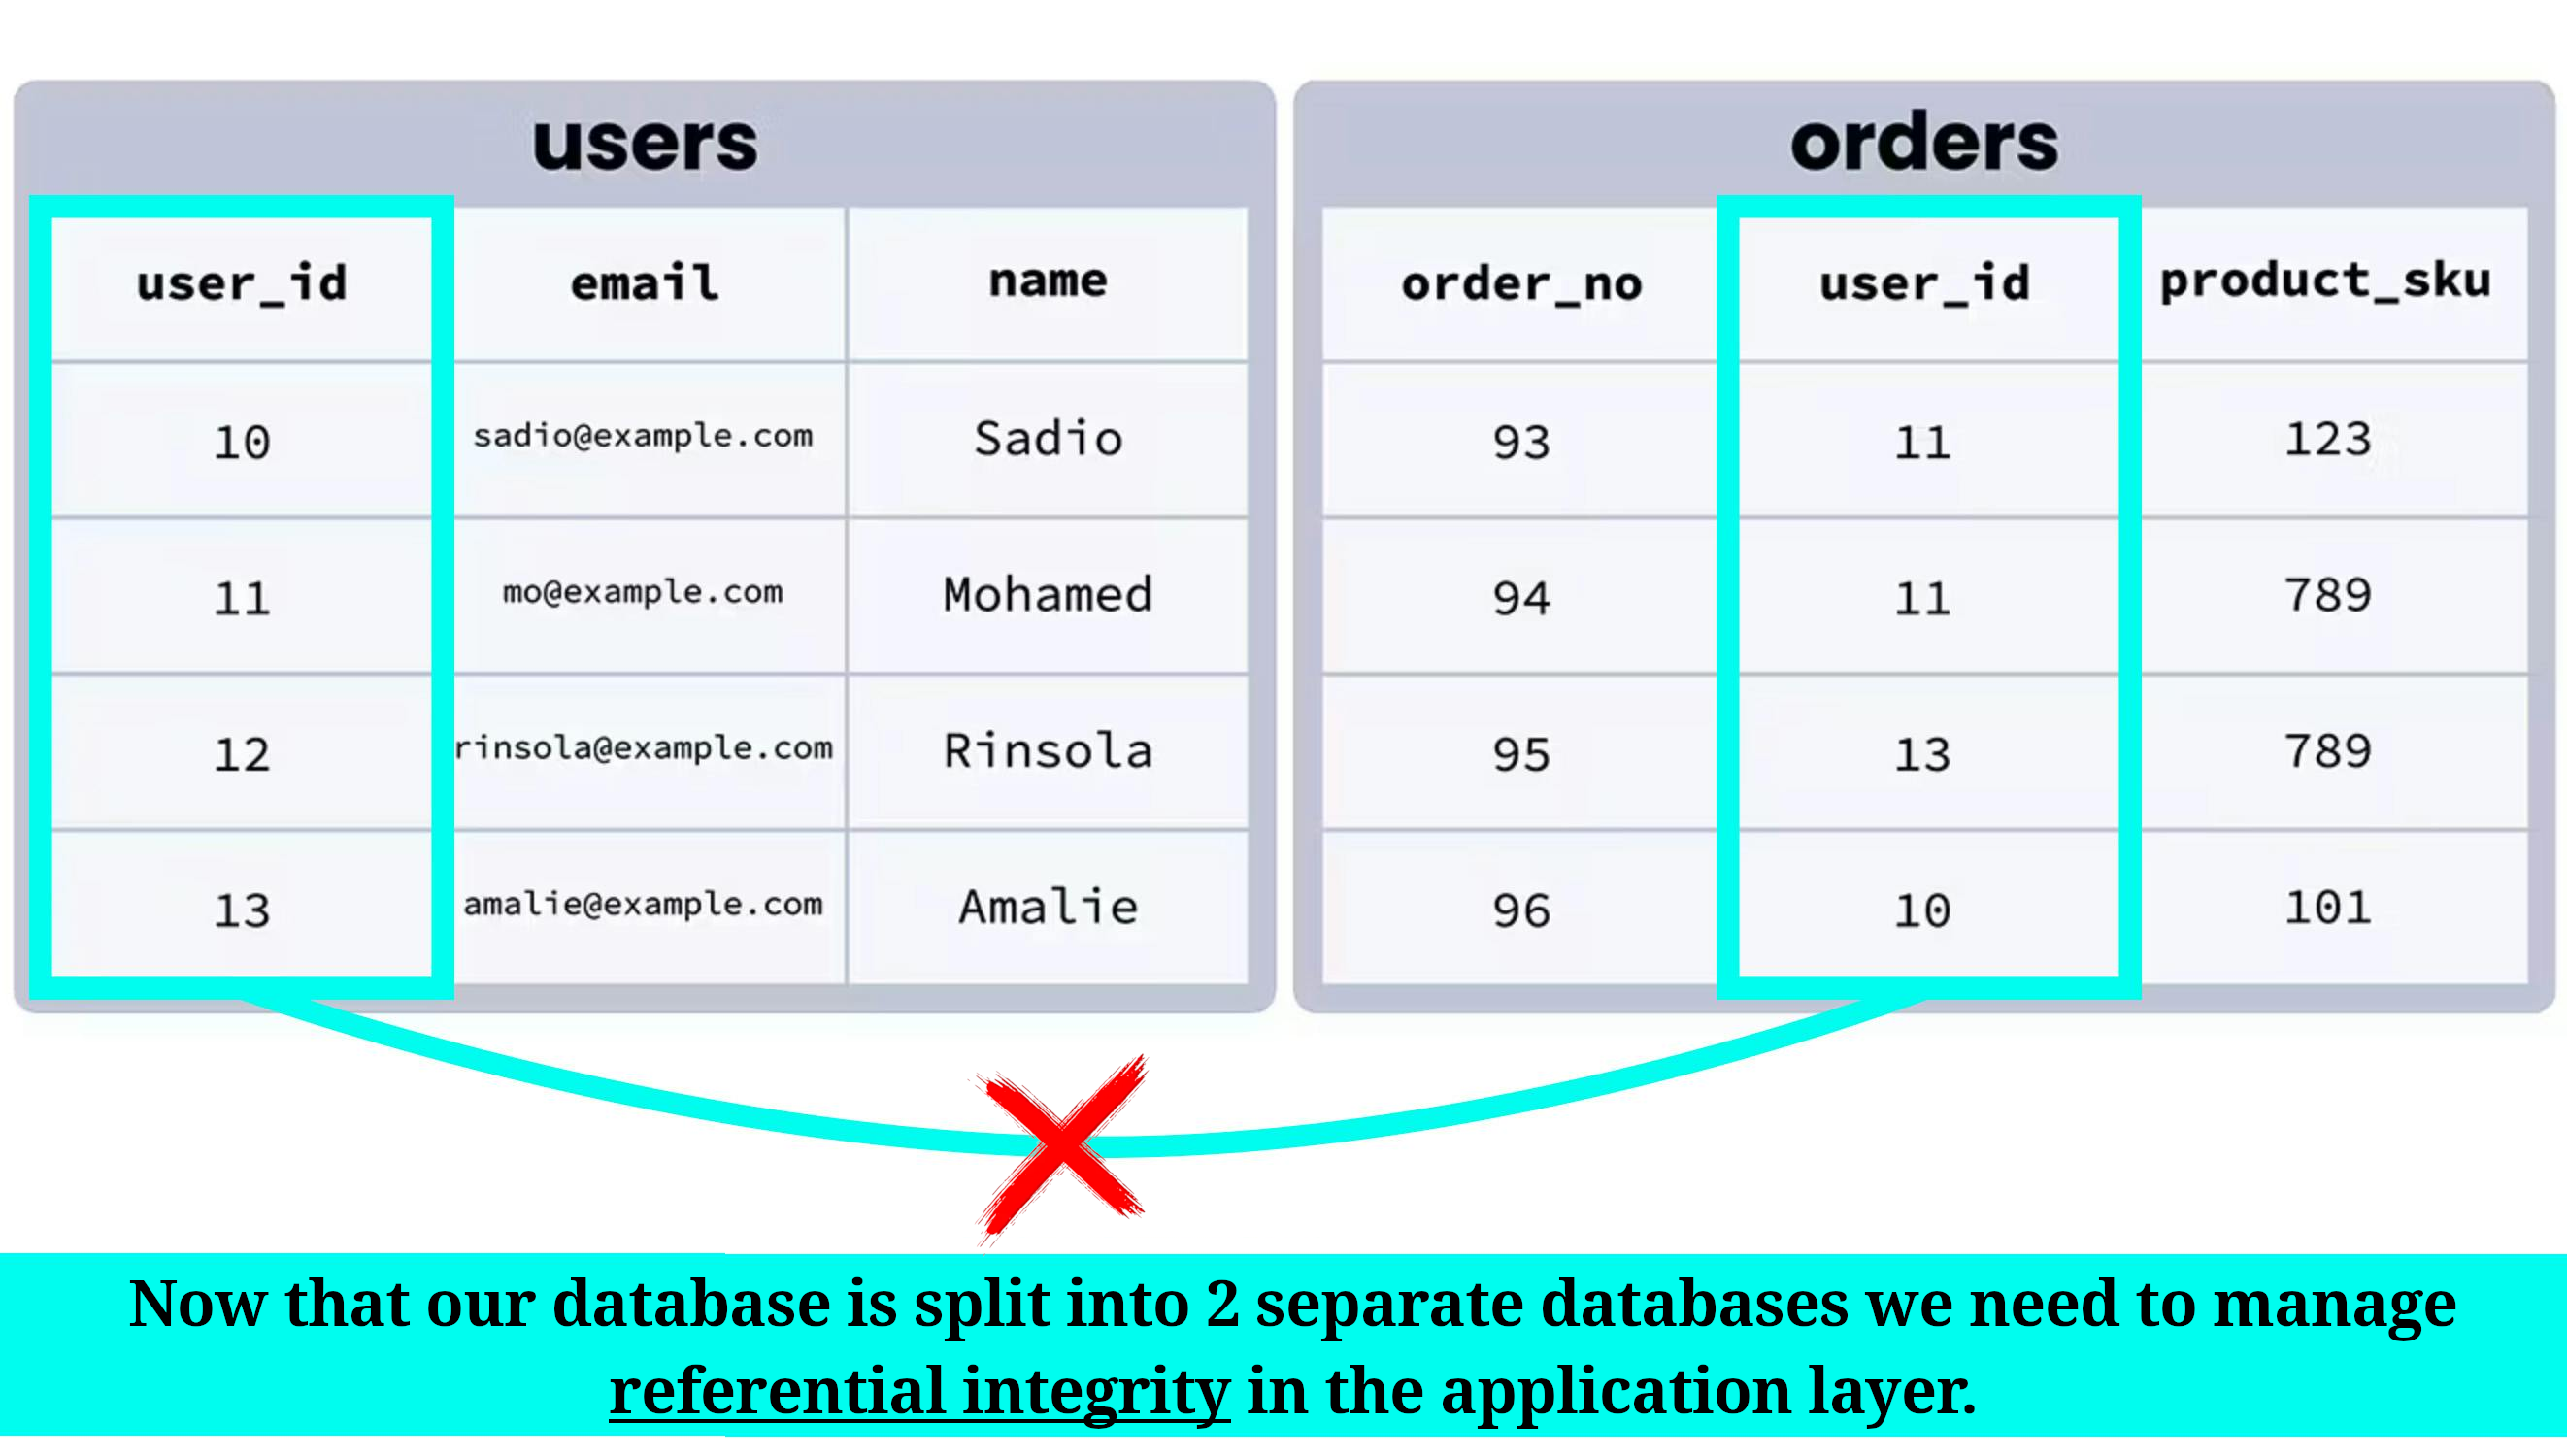 users
user_id email name
10 sadio@example.com Sadio
11 mo@example.com Mohamed
12 rinsola@example.com Rinsola
13 amalie@example.com Amalie
orders
order_no user_id product_sku
93 11 123
94 11 789
95 13 789
96 10 101
Now that our database is split into 2 separate databases we need to manage
referential integrity in the application layer.